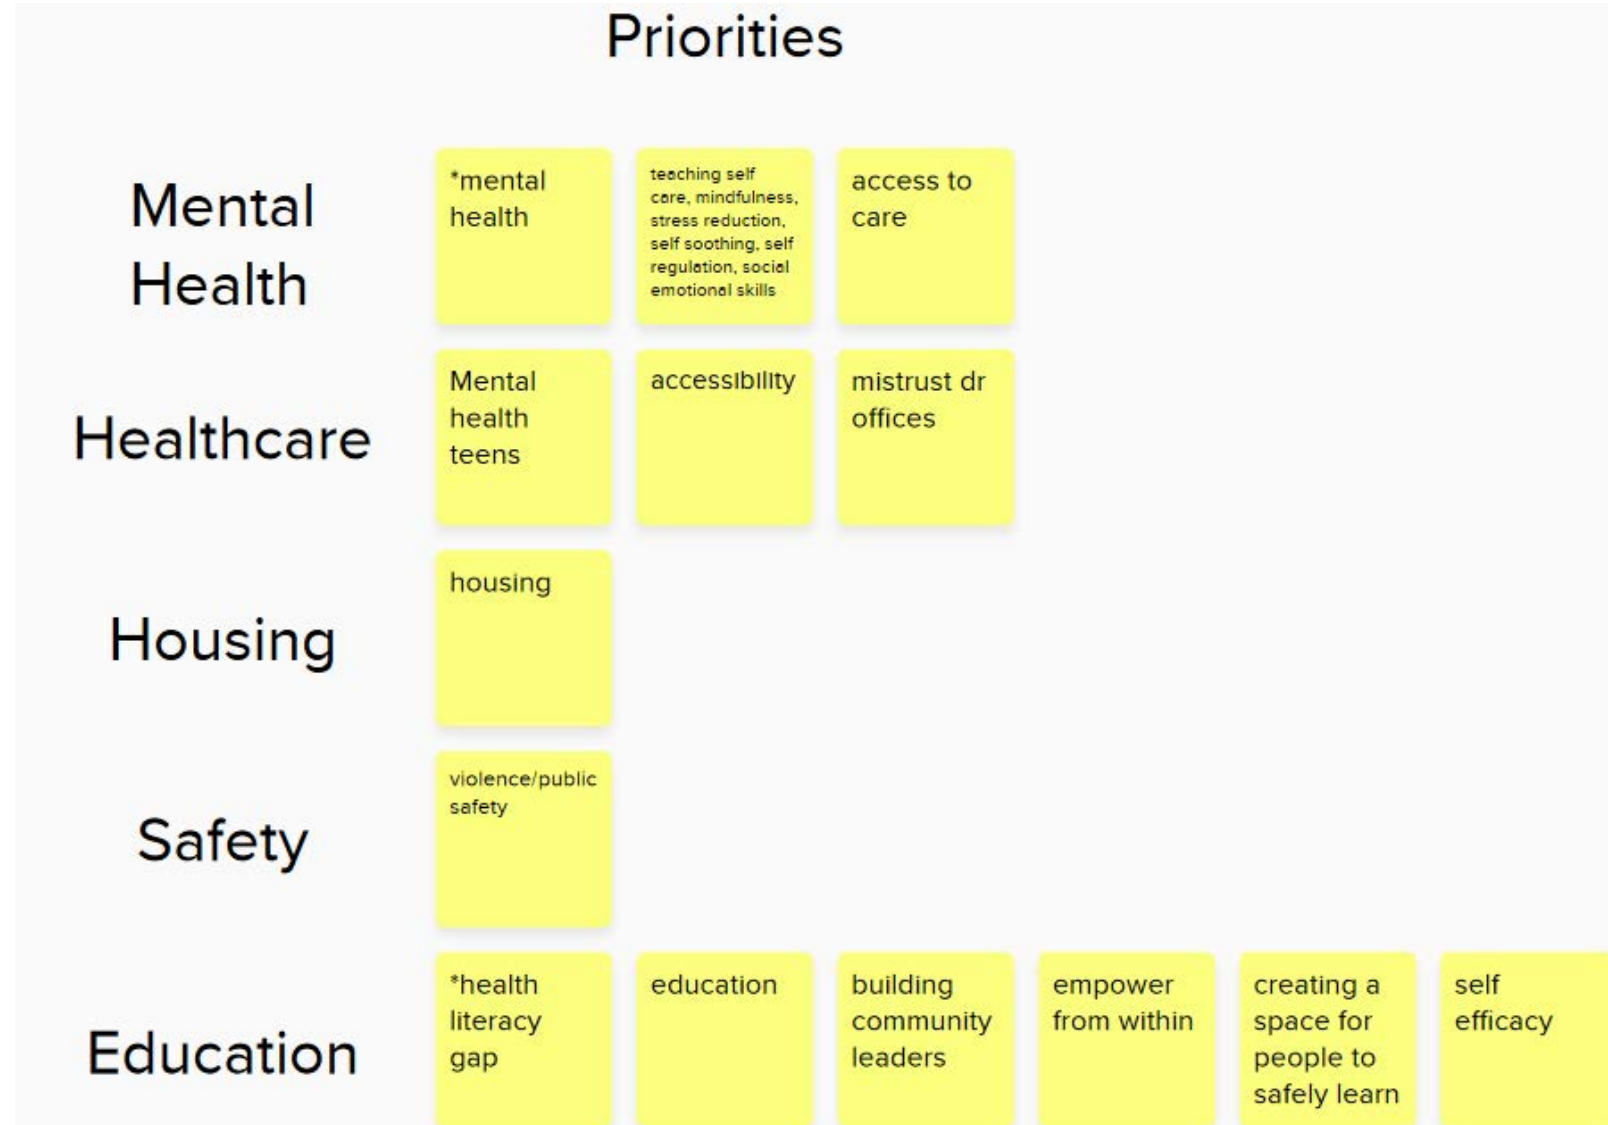 Priorities
Mental
Health
*mental
health
teaching self
care, mindfulness,
stress reduction,
self soothing, self
regulation, social
emotional skills
access to
care
Healthcare
Mental
health
teens
accessibility
mistrust dr
offices
Housing
housing
Safety
violence/public
safety
Education
*health
literacy
gap
education
building
community
leaders
empower
from within
creating a
space for
people to
safely learn
self
efficacy